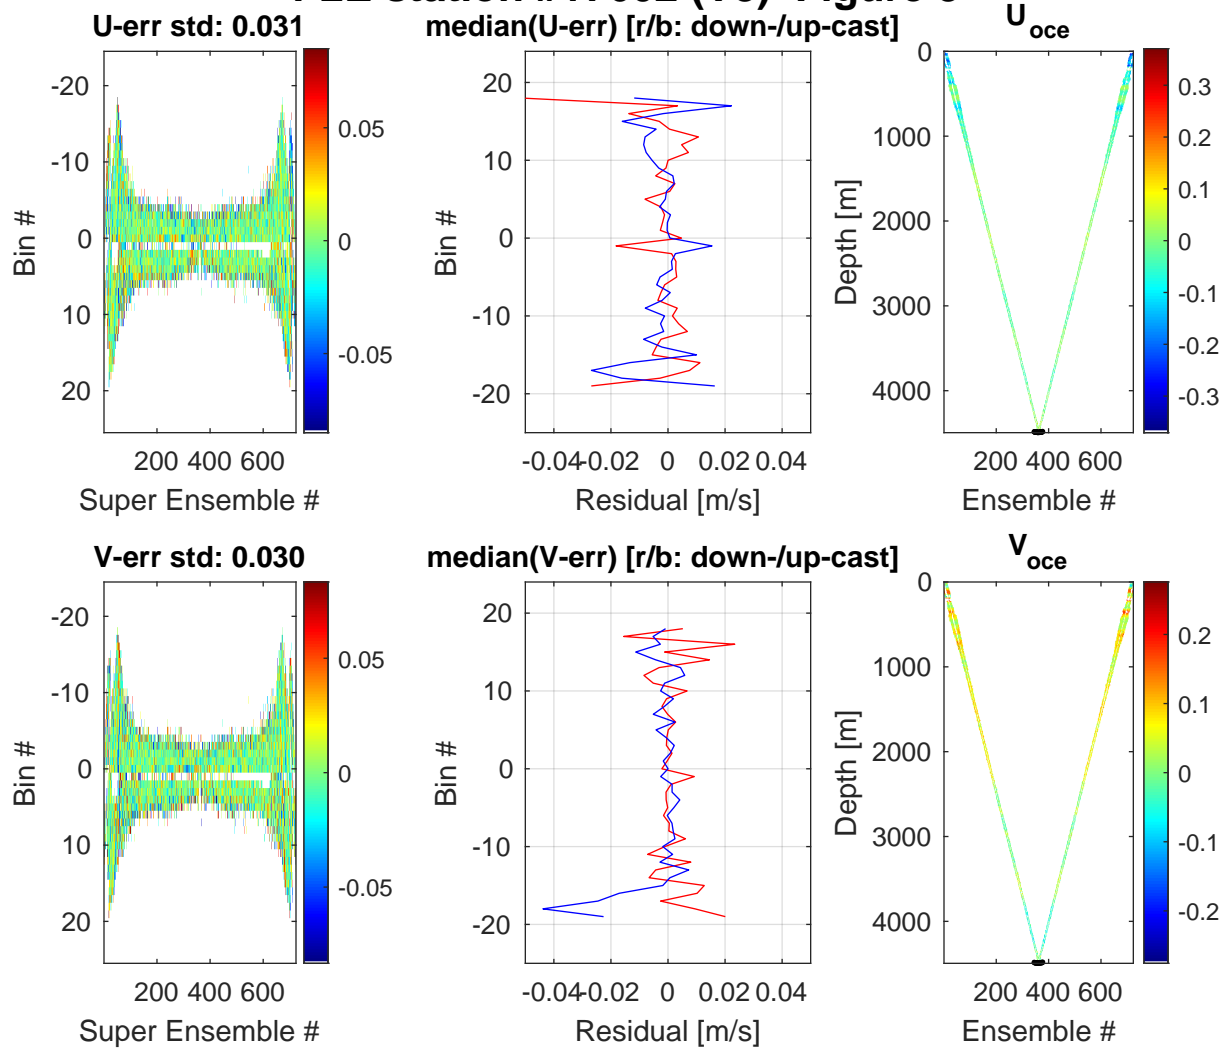 U-err std: 0.031
median(U-err) [r/b: down-/up-cast]
U
oce
-20
-10
0
10
20
Bin #
200 400 600
Super Ensemble #
0.05
0
-0.05
20
10
0
-10
-20
Bin #
-0.04
-0.02
0
0.02
0.04
Residual [m/s]
0
1000
2000
3000
4000
Depth [m]
200 400 600
Ensemble #
0.3
0.2
0.1
0
-0.1
-0.2
-0.3
V-err std: 0.030
median(V-err) [r/b: down-/up-cast]
V
oce
-20
-10
0
10
20
Bin #
200 400 600
Super Ensemble #
0.05
0
-0.05
20
10
0
-10
-20
Bin #
-0.04
-0.02
0
0.02
0.04
Residual [m/s]
0
1000
2000
3000
4000
Depth [m]
200 400 600
Ensemble #
0.2
0.1
0
-0.1
-0.2